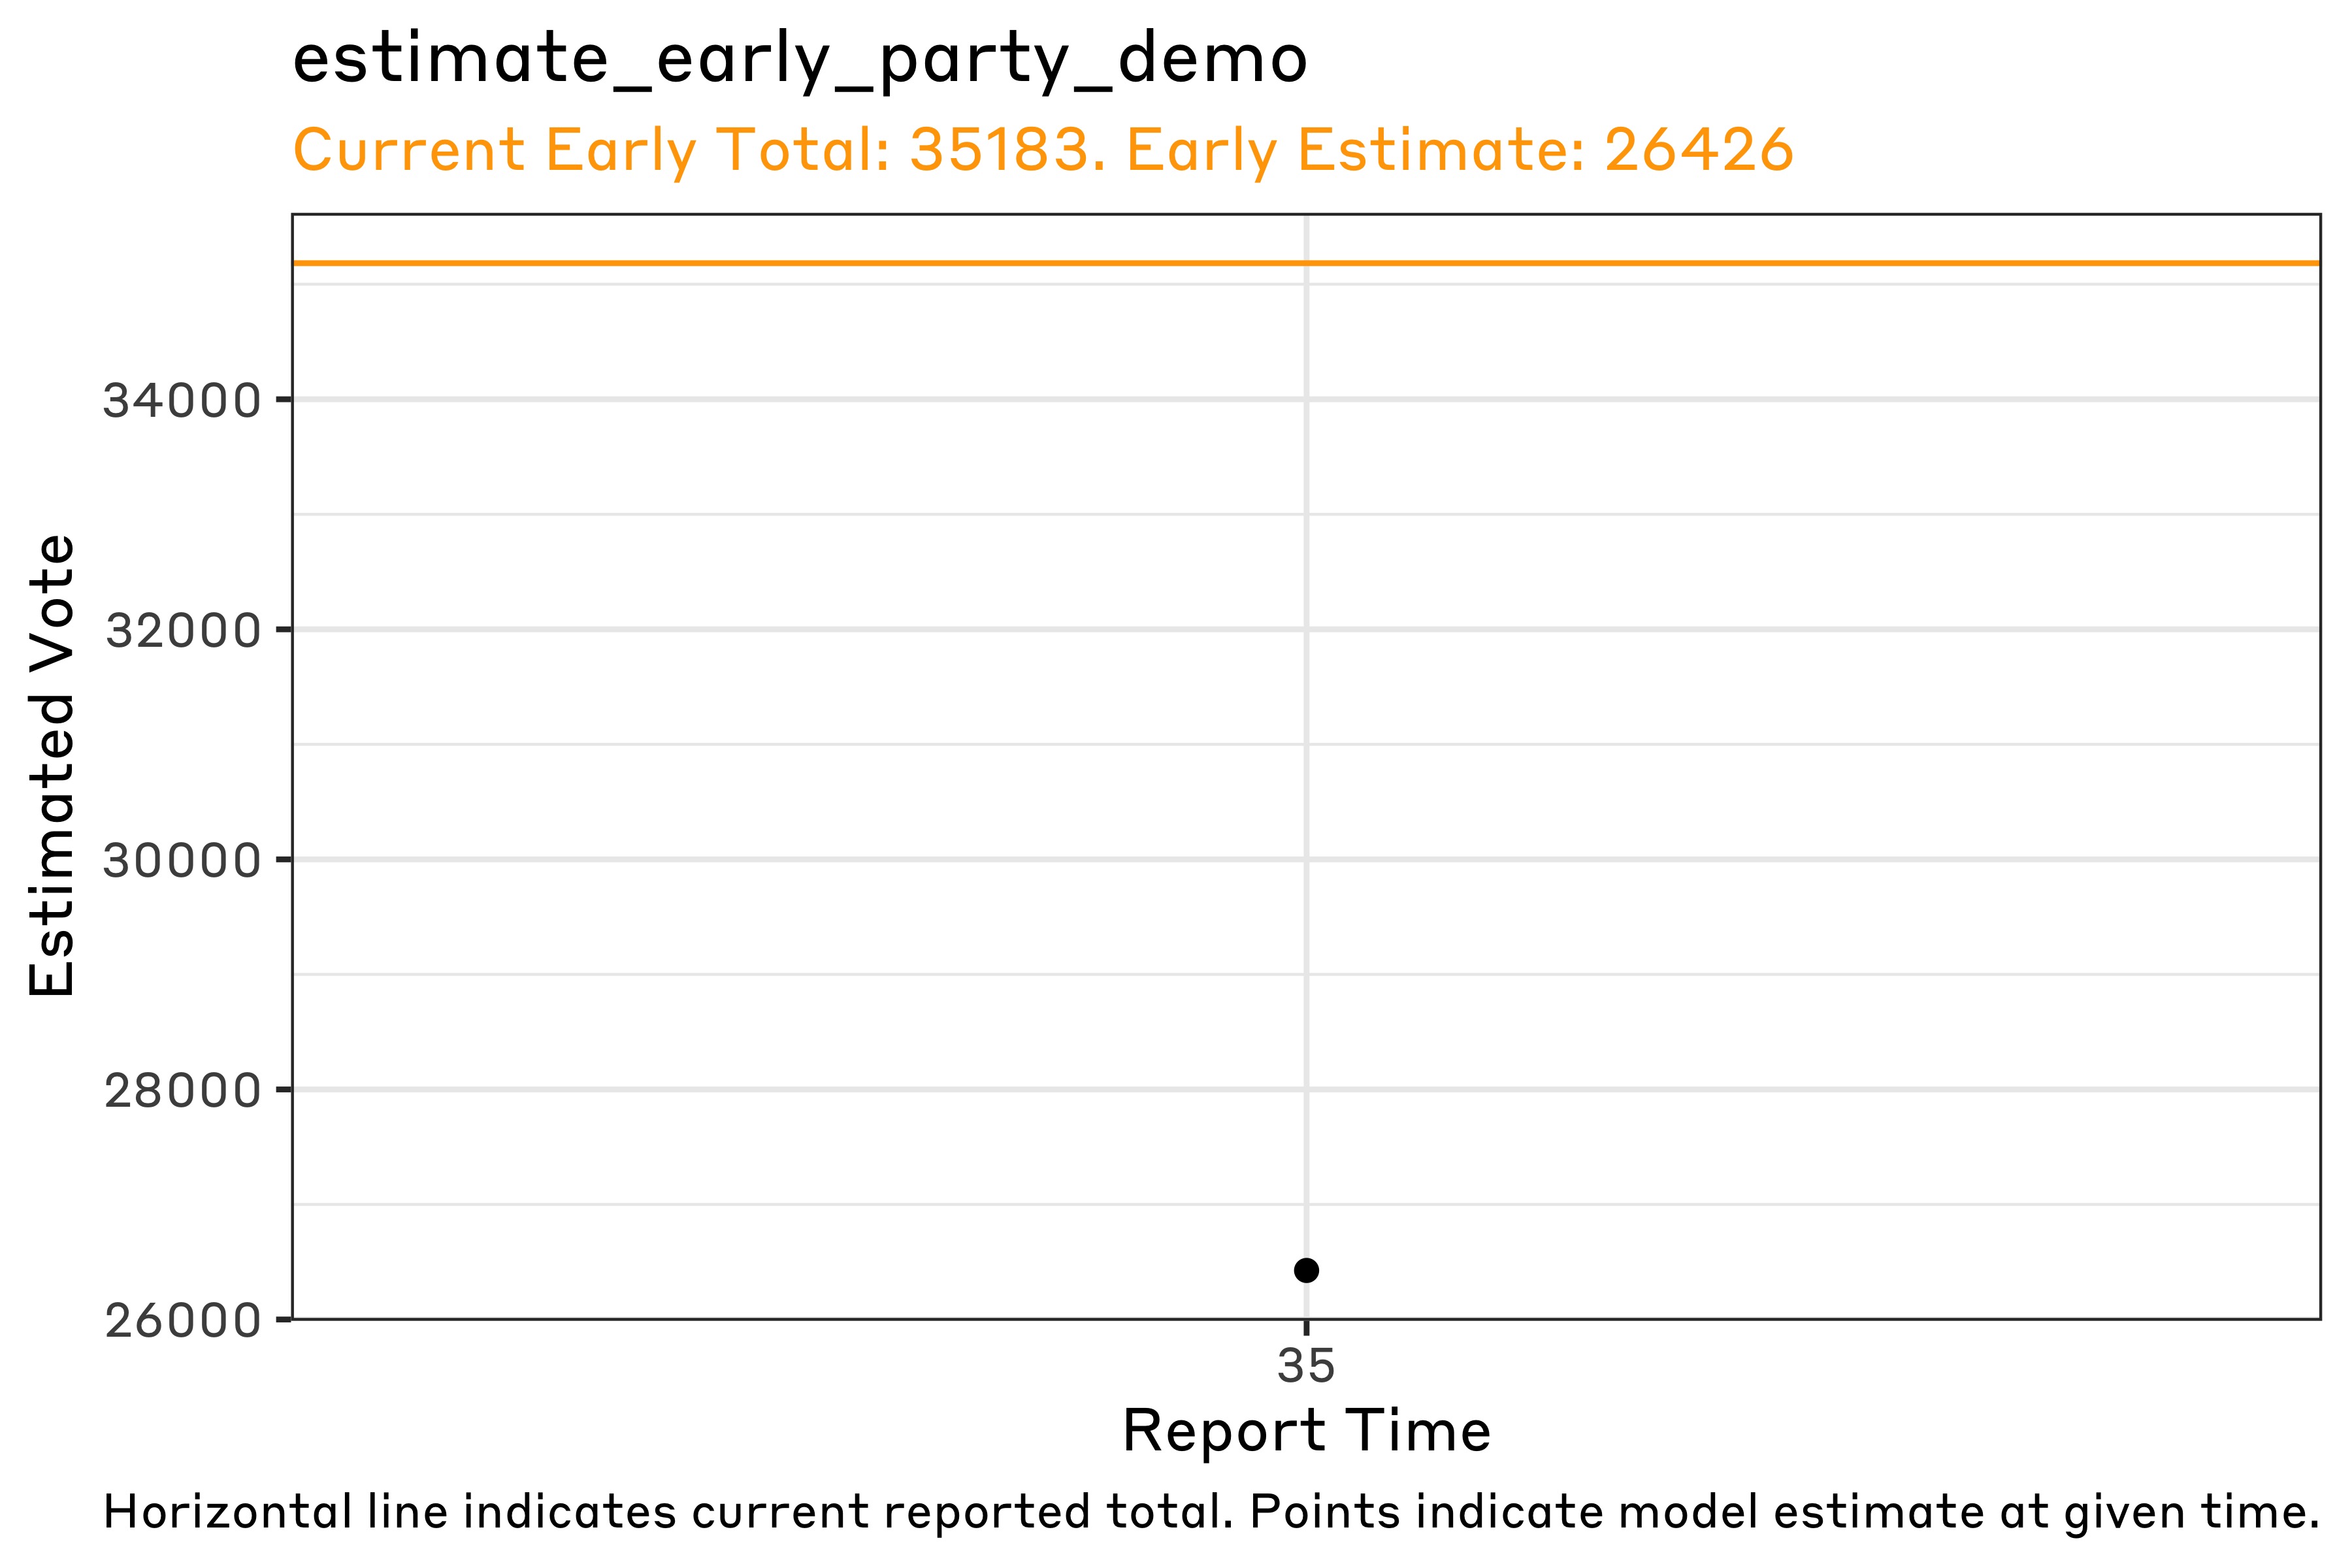 estimate_early_party_demo
Current Early Total: 35183. Early Estimate: 26426
Estimated Vote
34000
32000
30000
28000
26000
35
Report Time
Horizontal line indicates current reported total. Points indicate model estimate at given time.